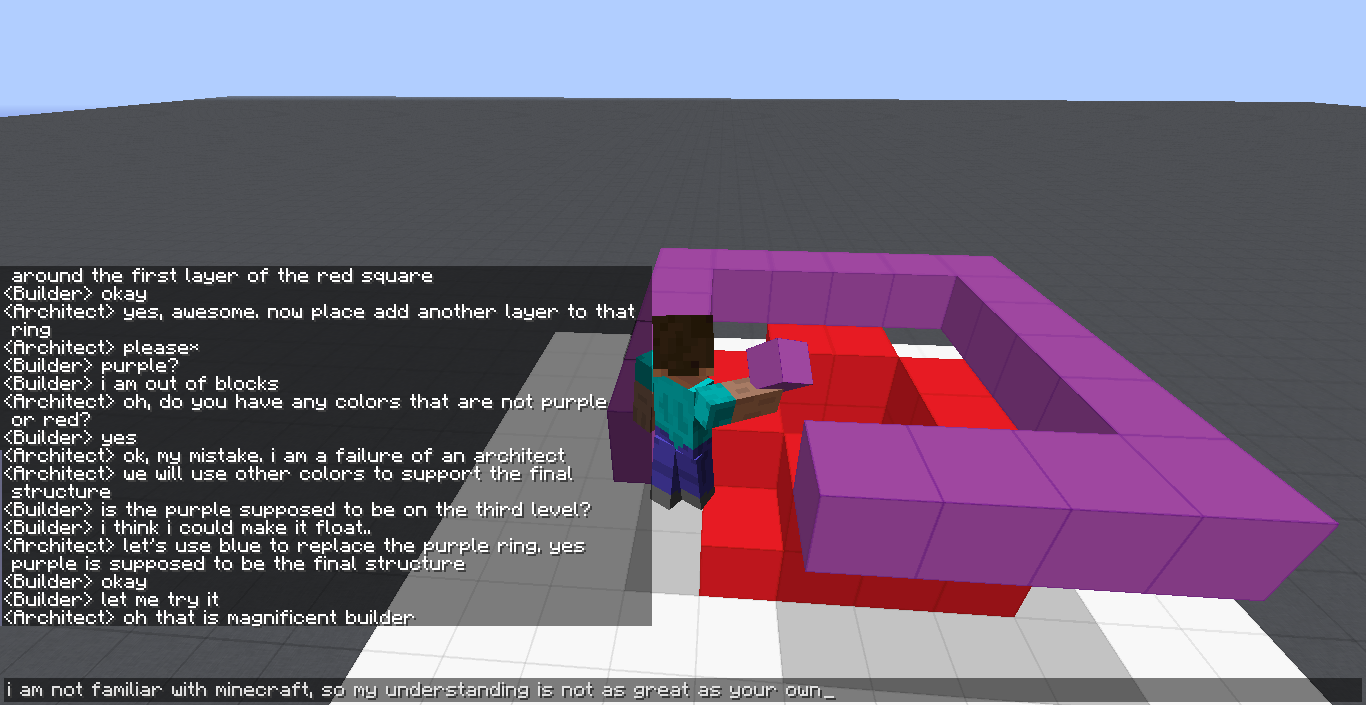 around the first layer of the red square
<Builder> okay
<Architect> yes, awesome. now place add another layer to that
ring
<Architect> please*
<Builder> purple?
<Builder> i am out of blocks
<Architect> oh, do you have any colors that are not purple
or red?
<Builder> yes
<Architect> ok, my mistake. i am a failure of an architect
<Architect> we will use other colors to support the final
structure
<Builder> is the purple supposed to be on the third level?
<Builder> i think i could make it float..
<Architect> let's use blue to replace the purple ring. yes
purple is supposed to be the final structure
<Builder> okay
<Builder> let me try it
<Architect> oh that is magnificent builder
i am not familiar with minecraft, so my understanding is not as great as your own_